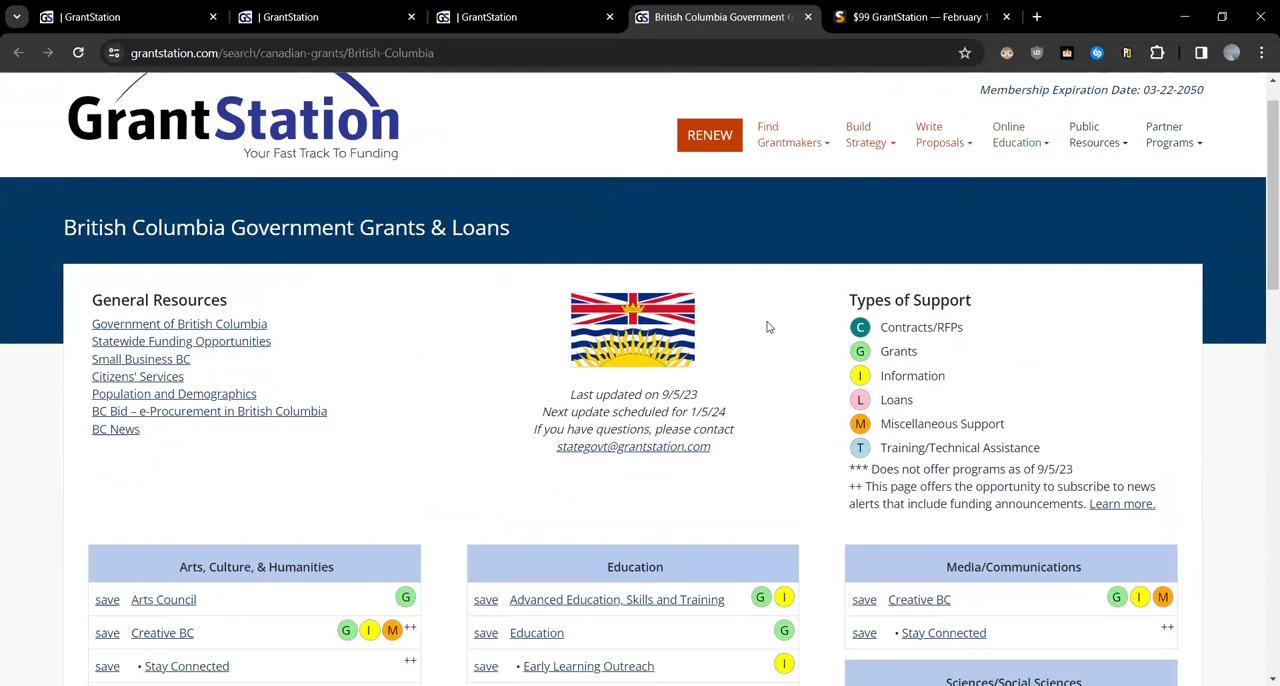 | GrantStation
| GrantStation
| GrantStation
British Columbia Government G
$99 GrantStation — February 1
grantstation.com/search/canadian-grants/British-Columbia
Membership Expiration Date: 03-22-2050
GrantStation
Your Fast Track To Funding
RENEW
Find Grantmakers
Build Strategy
Write Proposals
Online Education
Public Resources
Partner Programs
British Columbia Government Grants & Loans
General Resources
Government of British Columbia
Statewide Funding Opportunities
Small Business BC
Citizens' Services
Population and Demographics
BC Bid – e-Procurement in British Columbia
BC News
Last updated on 9/5/23
Next update scheduled for 1/5/24
If you have questions, please contact
stategovt@grantstation.com
Types of Support
C Contracts/RFPs
G Grants
I Information
L Loans
M Miscellaneous Support
T Training/Technical Assistance
*** Does not offer programs as of 9/5/23
++ This page offers the opportunity to subscribe to news
alerts that include funding announcements. Learn more.
Arts, Culture, & Humanities
save Arts Council G
save Creative BC G I M ++
save • Stay Connected ++
Education
save Advanced Education, Skills and Training G I
save Education G
save • Early Learning Outreach I
Media/Communications
save Creative BC G I M
save • Stay Connected ++
Sciences/Social Sciences